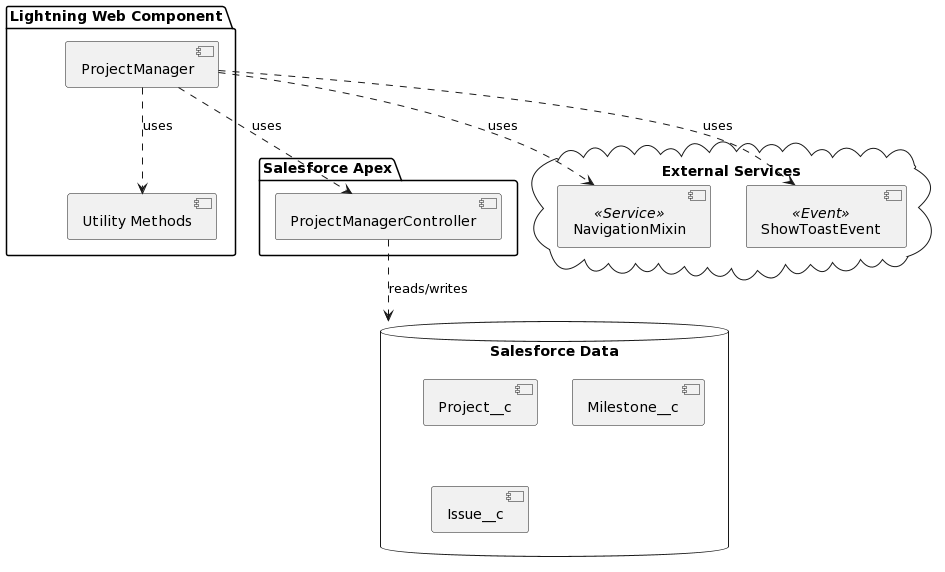 Lightning Web Component
ProjectManager
uses
uses
uses
uses
Salesforce Apex
External Services
Utility Methods
ProjectManagerController
«Service»
NavigationMixin
«Event»
ShowToastEvent
reads/writes
Salesforce Data
Project__c
Milestone__c
Issue__c